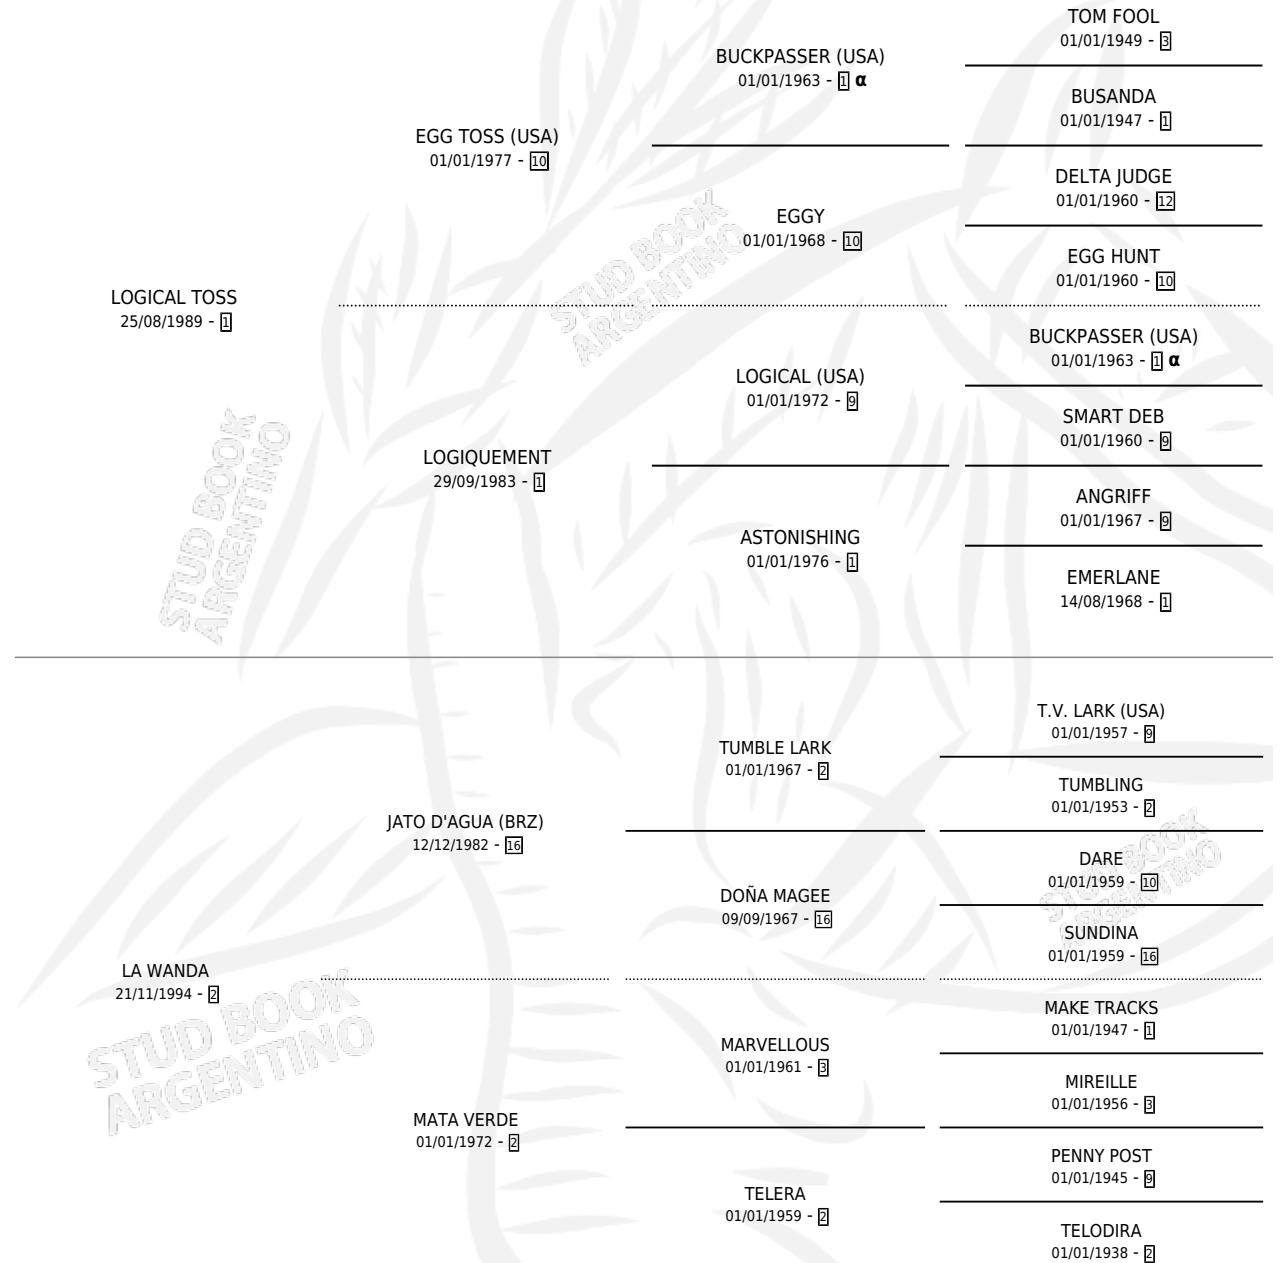 TOM FOOL
01/01/1949 - 3
BUCKPASSER (USA)
01/01/1963 - 1 α
BUSANDA
01/01/1947 - 1
EGG TOSS (USA)
01/01/1977 - 10
DELTA JUDGE
01/01/1960 - 12
EGGY
01/01/1968 - 10
EGG HUNT
01/01/1960 - 10
LOGICAL TOSS
25/08/1989 - 1
BUCKPASSER (USA)
01/01/1963 - 1 α
LOGICAL (USA)
01/01/1972 - 9
SMART DEB
01/01/1960 - 9
LOGIQUEMENT
29/09/1983 - 1
ANGRIFF
01/01/1967 - 9
ASTONISHING
01/01/1976 - 1
EMERLANE
14/08/1968 - 1
T.V. LARK (USA)
01/01/1957 - 9
TUMBLE LARK
01/01/1967 - 2
TUMBLING
01/01/1953 - 2
JATO D'AGUA (BRZ)
12/12/1982 - 16
DARE
01/01/1959 - 10
DOÑA MAGEE
09/09/1967 - 16
SUNDINA
01/01/1959 - 16
LA WANDA
21/11/1994 - 2
MAKE TRACKS
01/01/1947 - 1
MARVELLOUS
01/01/1961 - 3
MIREILLE
01/01/1956 - 3
MATA VERDE
01/01/1972 - 2
PENNY POST
01/01/1945 - 9
TELERA
01/01/1959 - 2
TELODIRA
01/01/1938 - 2
STUD BOOK
ARGENTINO
STUD BOOK
ARGENTINO
STUD BOOK
ARGENTINO
STUD BOOK
ARGENTINO